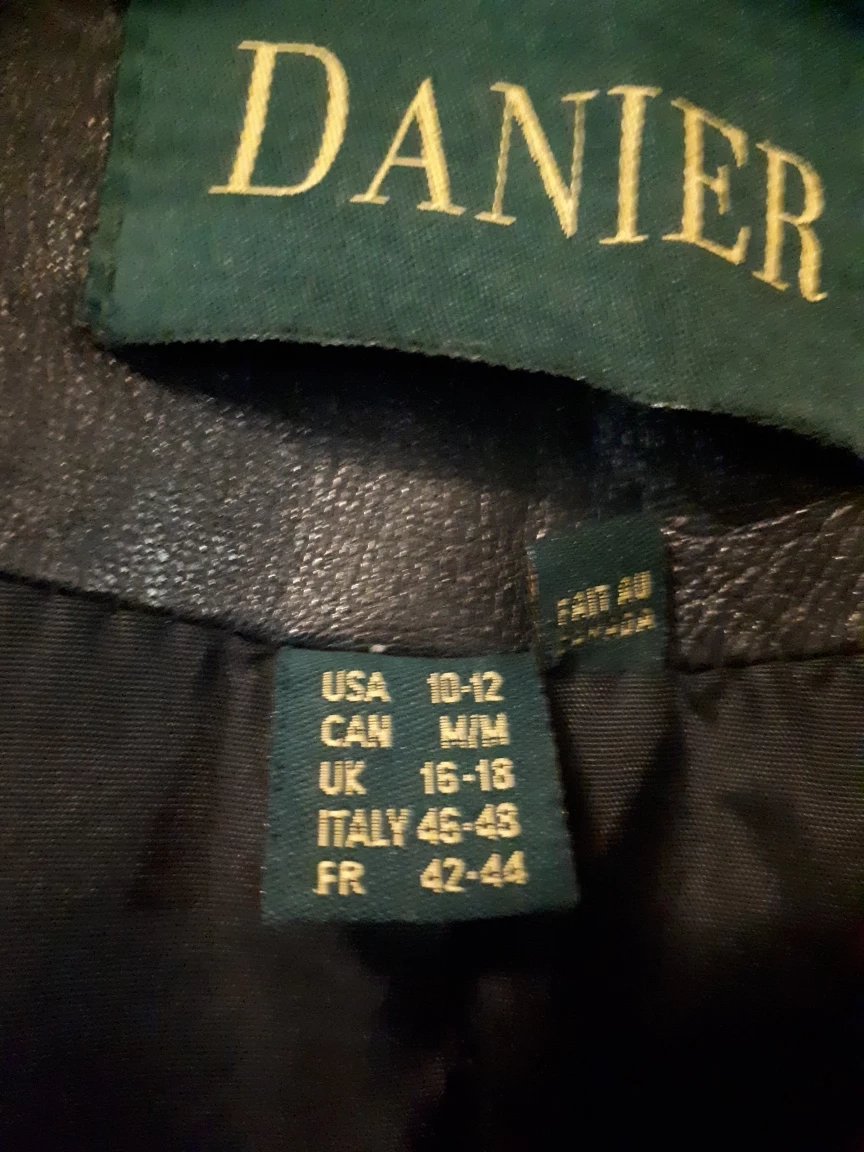 DANIER
FAIT AU
CANADA
USA 10-12
CAN M/M
UK 16-18
ITALY 46-48
FR 42-44